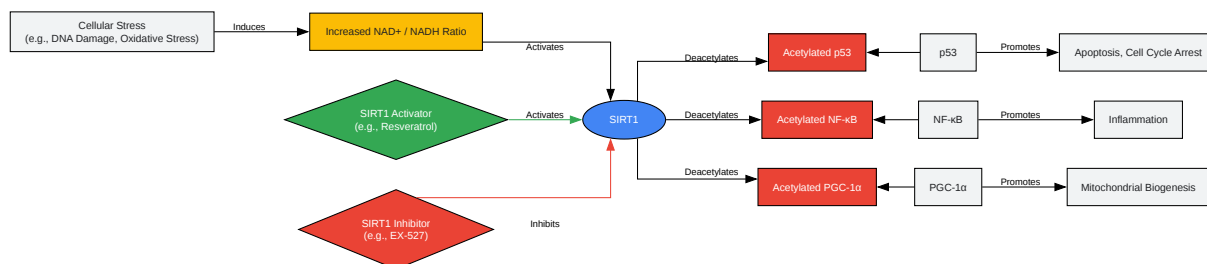 Cellular Stress
(e.g., DNA Damage, Oxidative Stress)
Induces
Increased NAD+ / NADH Ratio
Activates
SIRT1 Activator
(e.g., Resveratrol)
Activates
SIRT1 Inhibitor
(e.g., EX-527)
Inhibits
SIRT1
Deacetylates
Acetylated p53
p53
Promotes
Apoptosis, Cell Cycle Arrest
Deacetylates
Acetylated NF-κB
NF-κB
Promotes
Inflammation
Deacetylates
Acetylated PGC-1α
PGC-1α
Promotes
Mitochondrial Biogenesis